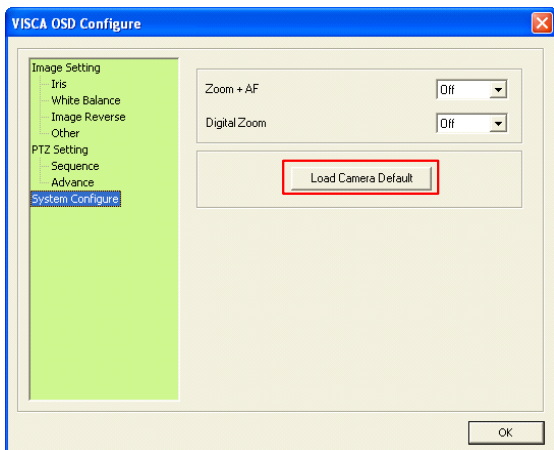 VISCA OSD Configure
Image Setting
Iris
White Balance
Image Reverse
Other
PTZ Setting
Sequence
Advance
System Configure
Zoom + AF
Off
Digital Zoom
Off
Load Camera Default
OK